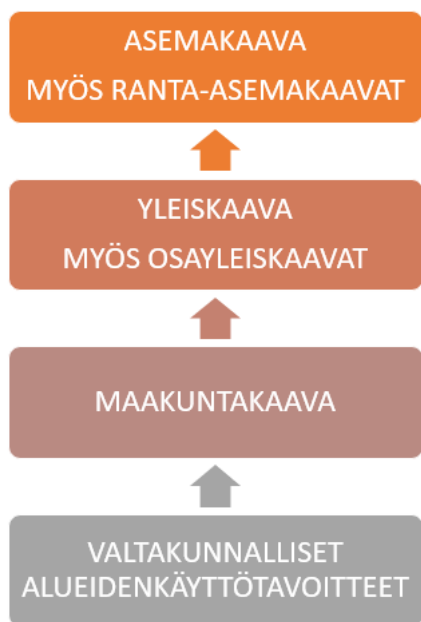 ASEMAKAAVA
MYÖS RANTA-ASEMAKAAVAT
YLEISKAAVA
MYÖS OSAYLEISKAAVAT
MAAKUNTAKAAVA
VALTAKUNNALLISET
ALUEIDENKÄYTTÖTAVOITTEET